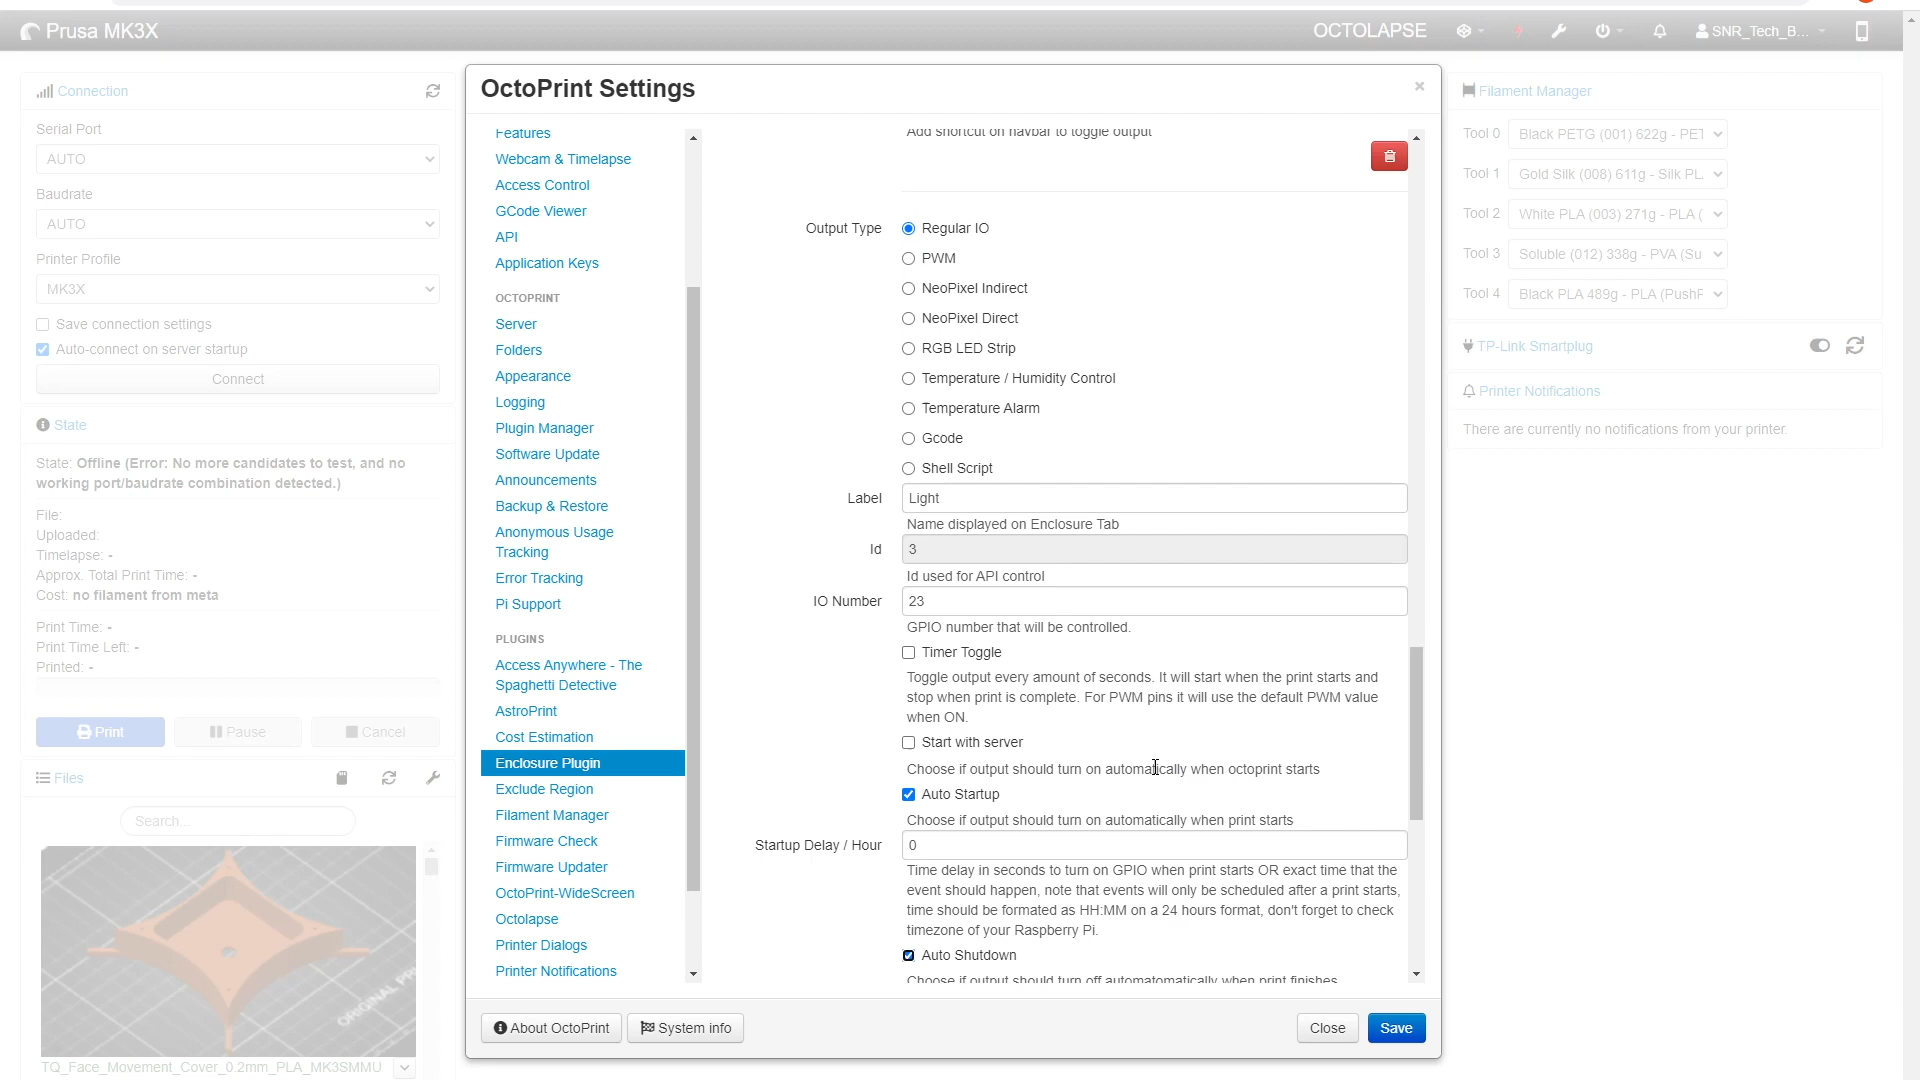 Prusa MK3X
OCTOLAPSE
SNR_Tech_B...
Connection
Serial Port
AUTO
Baudrate
AUTO
Printer Profile
MK3X
Save connection settings
Auto-connect on server startup
Connect
State
State: Offline (Error: No more candidates to test, and no
working port/baudrate combination detected.)
File:
Uploaded:
Timelapse: -
Approx. Total Print Time: -
Cost: no filament from meta
Print Time: -
Print Time Left: -
Printed: -
Print
Pause
Cancel
Files
Search...
ORIGINAL PR
TQ_Face_Movement_Cover_0.2mm_PLA_MK3SMMU
OctoPrint Settings
×
Features
Webcam & Timelapse
Access Control
GCode Viewer
API
Application Keys
OCTOPRINT
Server
Folders
Appearance
Logging
Plugin Manager
Software Update
Announcements
Backup & Restore
Anonymous Usage
Tracking
Error Tracking
Pi Support
PLUGINS
Access Anywhere - The
Spaghetti Detective
AstroPrint
Cost Estimation
Enclosure Plugin
Exclude Region
Filament Manager
Firmware Check
Firmware Updater
OctoPrint-WideScreen
Octolapse
Printer Dialogs
Printer Notifications
Add shortcut on navbar to toggle output
Output Type
Regular IO
PWM
NeoPixel Indirect
NeoPixel Direct
RGB LED Strip
Temperature / Humidity Control
Temperature Alarm
Gcode
Shell Script
Label
Light
Name displayed on Enclosure Tab
Id
3
Id used for API control
IO Number
23
GPIO number that will be controlled.
Timer Toggle
Toggle output every amount of seconds. It will start when the print starts and
stop when print is complete. For PWM pins it will use the default PWM value
when ON.
Start with server
Choose if output should turn on automatically when octoprint starts
Auto Startup
Choose if output should turn on automatically when print starts
Startup Delay / Hour
0
Time delay in seconds to turn on GPIO when print starts OR exact time that the
event should happen, note that events will only be scheduled after a print starts,
time should be formated as HH:MM on a 24 hours format, don't forget to check
timezone of your Raspberry Pi.
Auto Shutdown
Choose if output should turn off automatomatically when print finishes
About OctoPrint
System info
Close
Save
Filament Manager
Tool 0 Black PETG (001) 622g - PET
Tool 1 Gold Silk (008) 611g - Silk PL
Tool 2 White PLA (003) 271g - PLA (
Tool 3 Soluble (012) 338g - PVA (Su
Tool 4 Black PLA 489g - PLA (PushF
TP-Link Smartplug
Printer Notifications
There are currently no notifications from your printer.